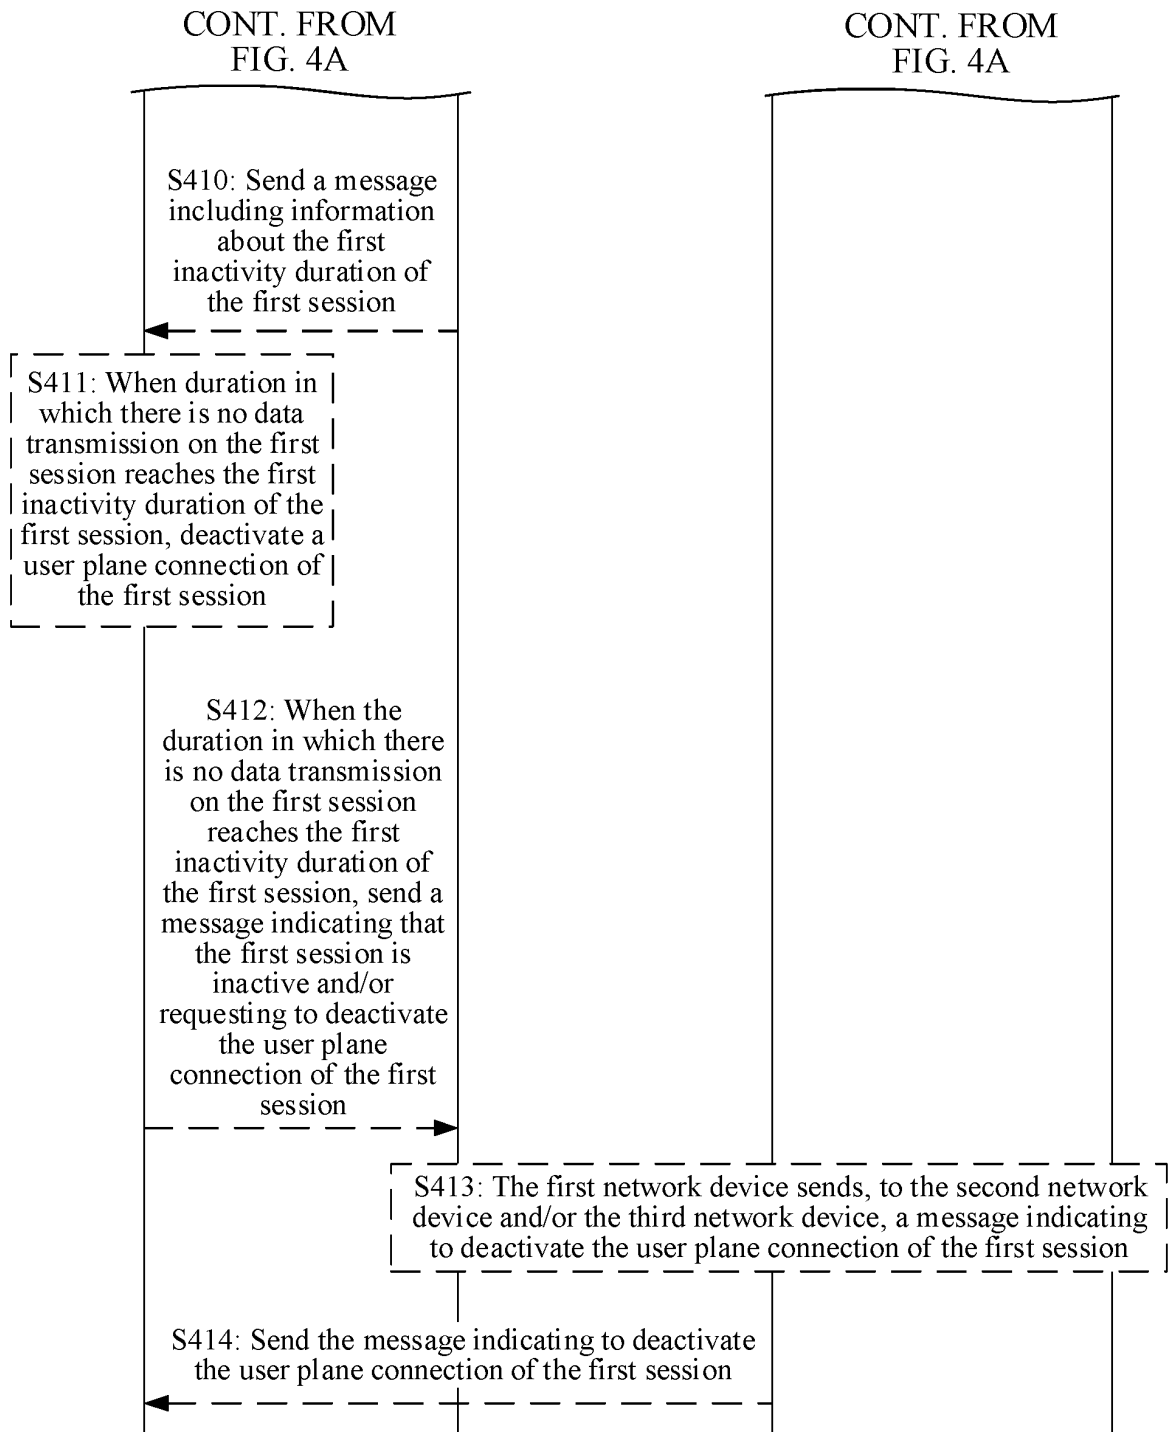 CONT. FROM
FIG. 4A
CONT. FROM
FIG. 4A
S410: Send a message
including information
about the first
inactivity duration of
the first session
S411: When duration in
which there is no data
transmission on the first
session reaches the first
inactivity duration of the
first session, deactivate a
user plane connection of
the first session
S412: When the
duration in which there
is no data transmission
on the first session
reaches the first
inactivity duration of
the first session, send a
message indicating that
the first session is
inactive and/or
requesting to deactivate
the user plane
connection of the first
session
S413: The first network device sends, to the second network
device and/or the third network device, a message indicating
to deactivate the user plane connection of the first session
S414: Send the message indicating to deactivate
the user plane connection of the first session